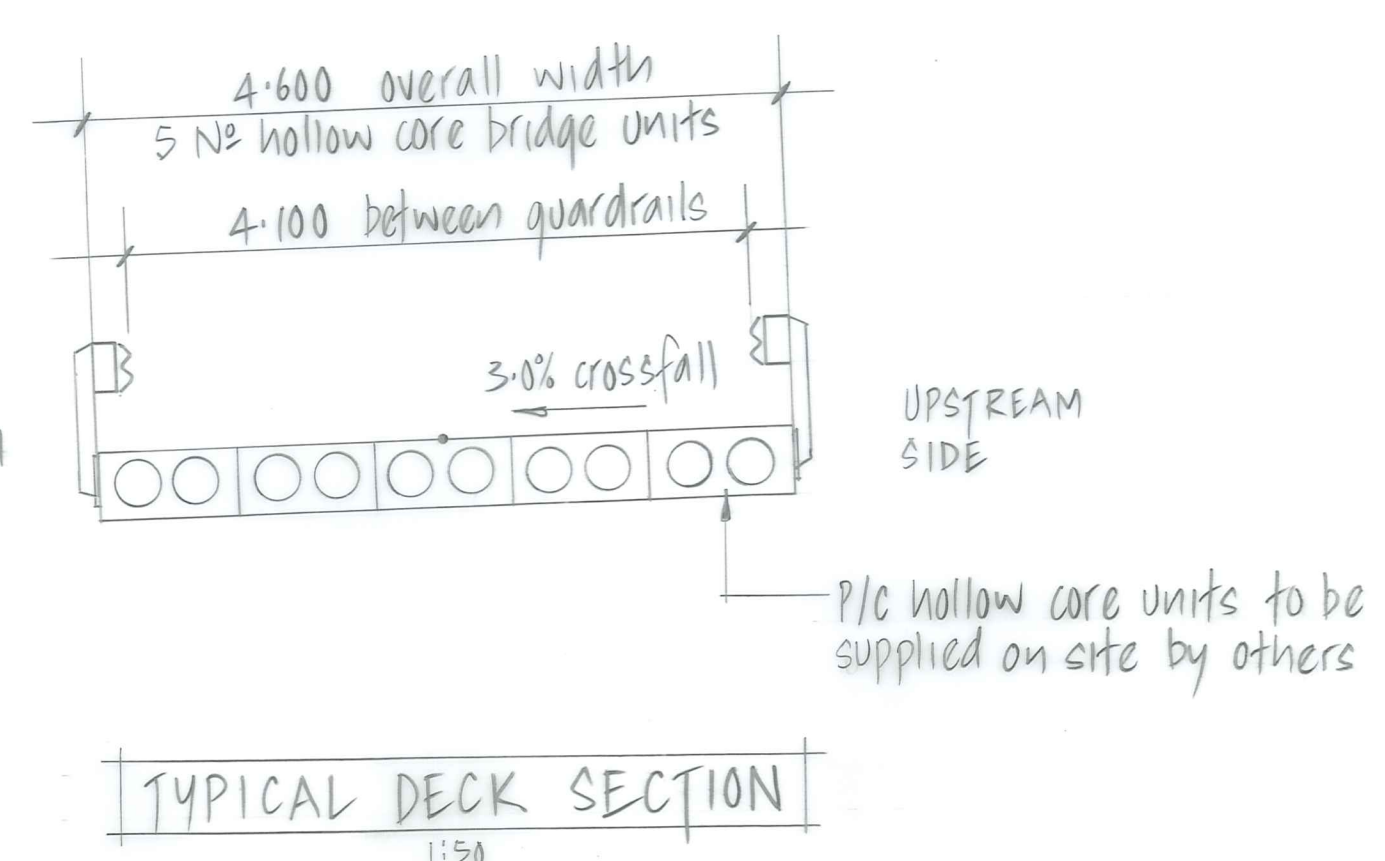 4.600 overall width
5 Nº hollow core bridge units
4.100 between guardrails
3.0% crossfall
UPSTREAM
SIDE
P/C hollow core units to be
supplied on site by others
TYPICAL DECK SECTION
1:50